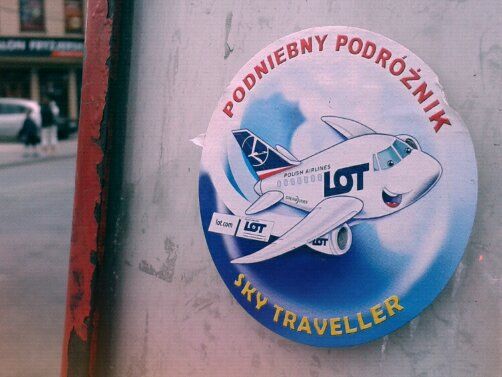 PODNIEBNY PODRÓŻNIK
POLISH AIRLINES
LOT
lot.com
LOT
LOT
SKY TRAVELLER